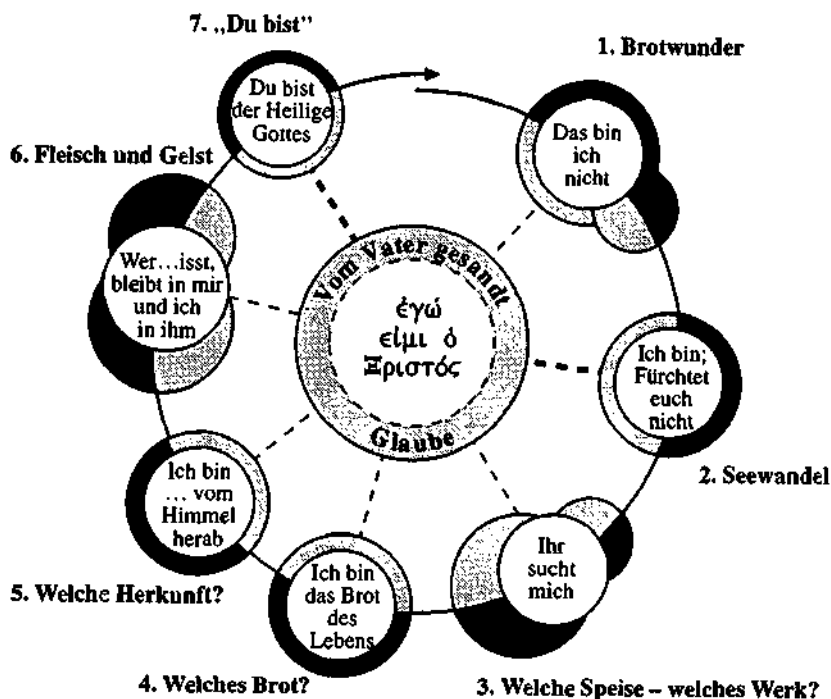 7. „Du bist"
Du bist
der Heilige
Gottes
1. Brotwunder
Das bin
ich
nicht
Ich bin;
Fürchtet
euch
nicht
2. Seewandel
Ihr
sucht
mich
3. Welche Speise – welches Werk?
Ich bin
das Brot
des
Lebens
4. Welches Brot?
Ich bin
... vom
Himmel
herab
5. Welche Herkunft?
6. Fleisch und Geist
Wer...isst,
bleibt in mir
und ich
in ihm
Vom Vater gesandt
ἐγώ
εἰμι ὁ
Ξριστός
Glaube